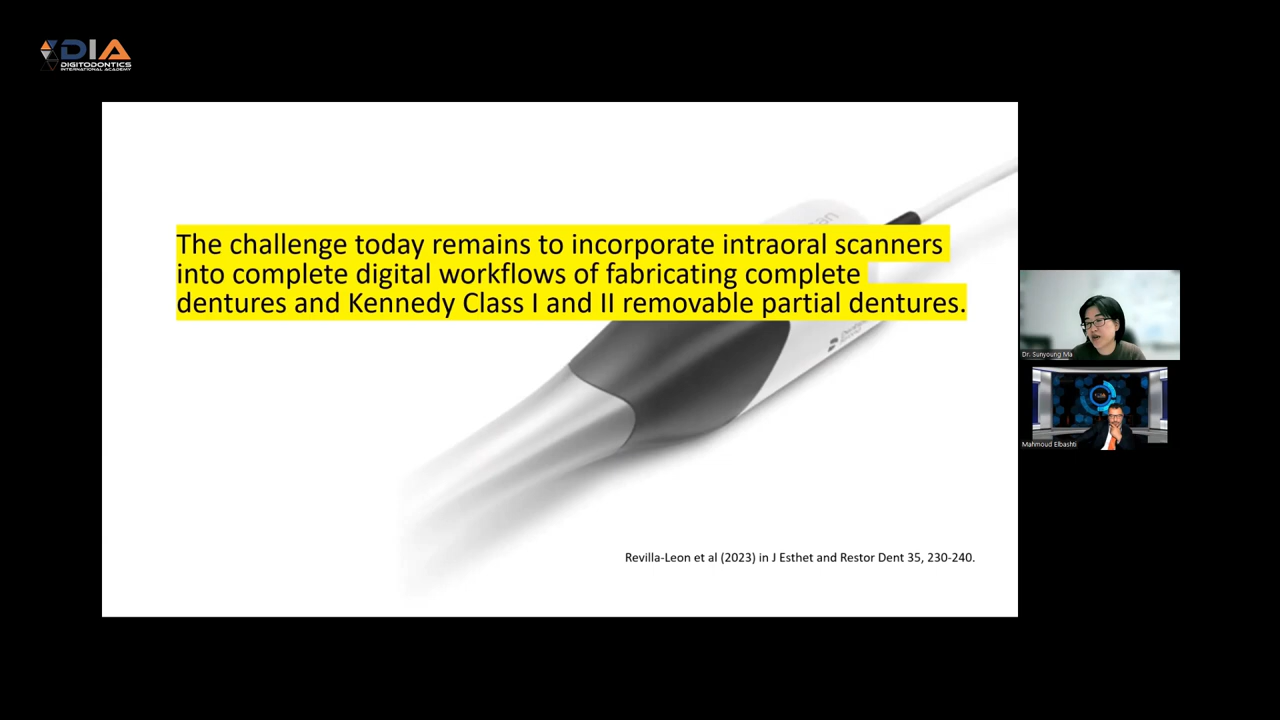 DIA
DIGITODONTICS
INTERNATIONAL ACADEMY
The challenge today remains to incorporate intraoral scanners
into complete digital workflows of fabricating complete
dentures and Kennedy Class I and II removable partial dentures.
Revilla-Leon et al (2023) in J Esthet and Restor Dent 35, 230-240.
Dr. Sunyoung Ma
Mahmoud Elbashti